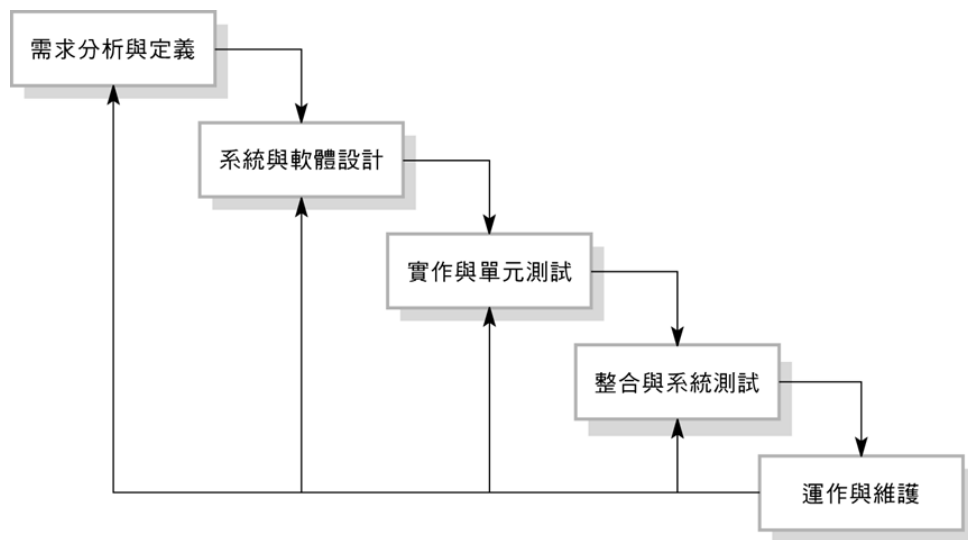 需求分析與定義
系統與軟體設計
實作與單元測試
整合與系統測試
運作與維護